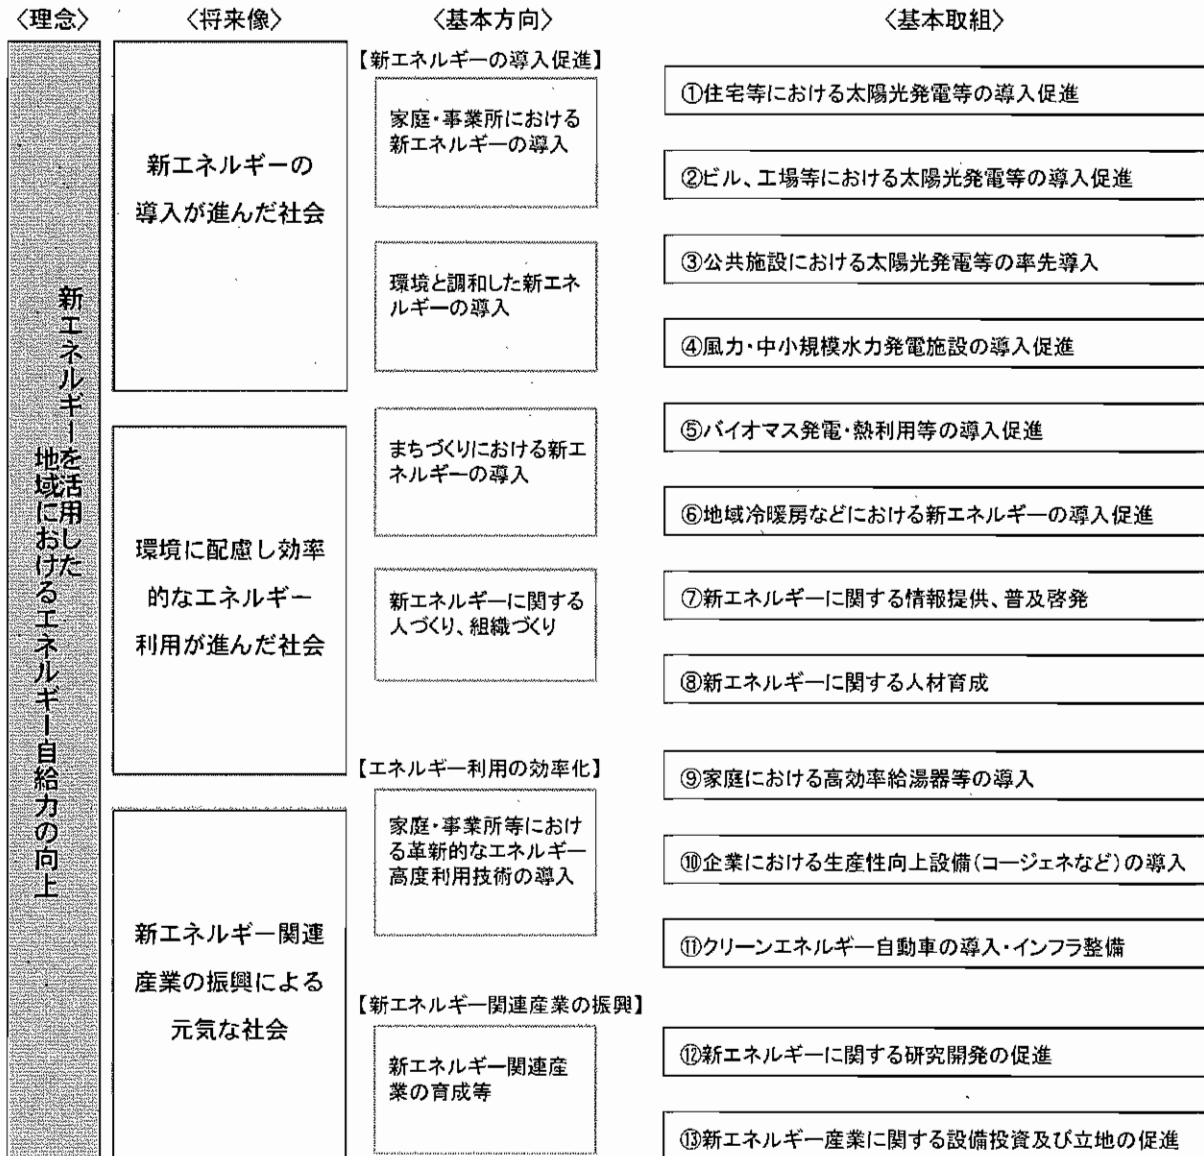 〈理念〉
〈将来像〉
〈基本方向〉
〈基本取組〉
新エネルギーを活用した
地域におけるエネルギー自給力の向上
新エネルギーの
導入が進んだ社会
環境に配慮し効率
的なエネルギー
利用が進んだ社会
新エネルギー関連
産業の振興による
元気な社会
【新エネルギーの導入促進】
家庭・事業所における
新エネルギーの導入
環境と調和した新エネ
ルギーの導入
まちづくりにおける新エ
ネルギーの導入
新エネルギーに関する
人づくり、組織づくり
【エネルギー利用の効率化】
家庭・事業所等におけ
る革新的なエネルギー
高度利用技術の導入
【新エネルギー関連産業の振興】
新エネルギー関連産
業の育成等
①住宅等における太陽光発電等の導入促進
②ビル、工場等における太陽光発電等の導入促進
③公共施設における太陽光発電等の率先導入
④風力・中小規模水力発電施設の導入促進
⑤バイオマス発電・熱利用等の導入促進
⑥地域冷暖房などにおける新エネルギーの導入促進
⑦新エネルギーに関する情報提供、普及啓発
⑧新エネルギーに関する人材育成
⑨家庭における高効率給湯器等の導入
⑩企業における生産性向上設備(コージェネなど)の導入
⑪クリーンエネルギー自動車の導入・インフラ整備
⑫新エネルギーに関する研究開発の促進
⑬新エネルギー産業に関する設備投資及び立地の促進